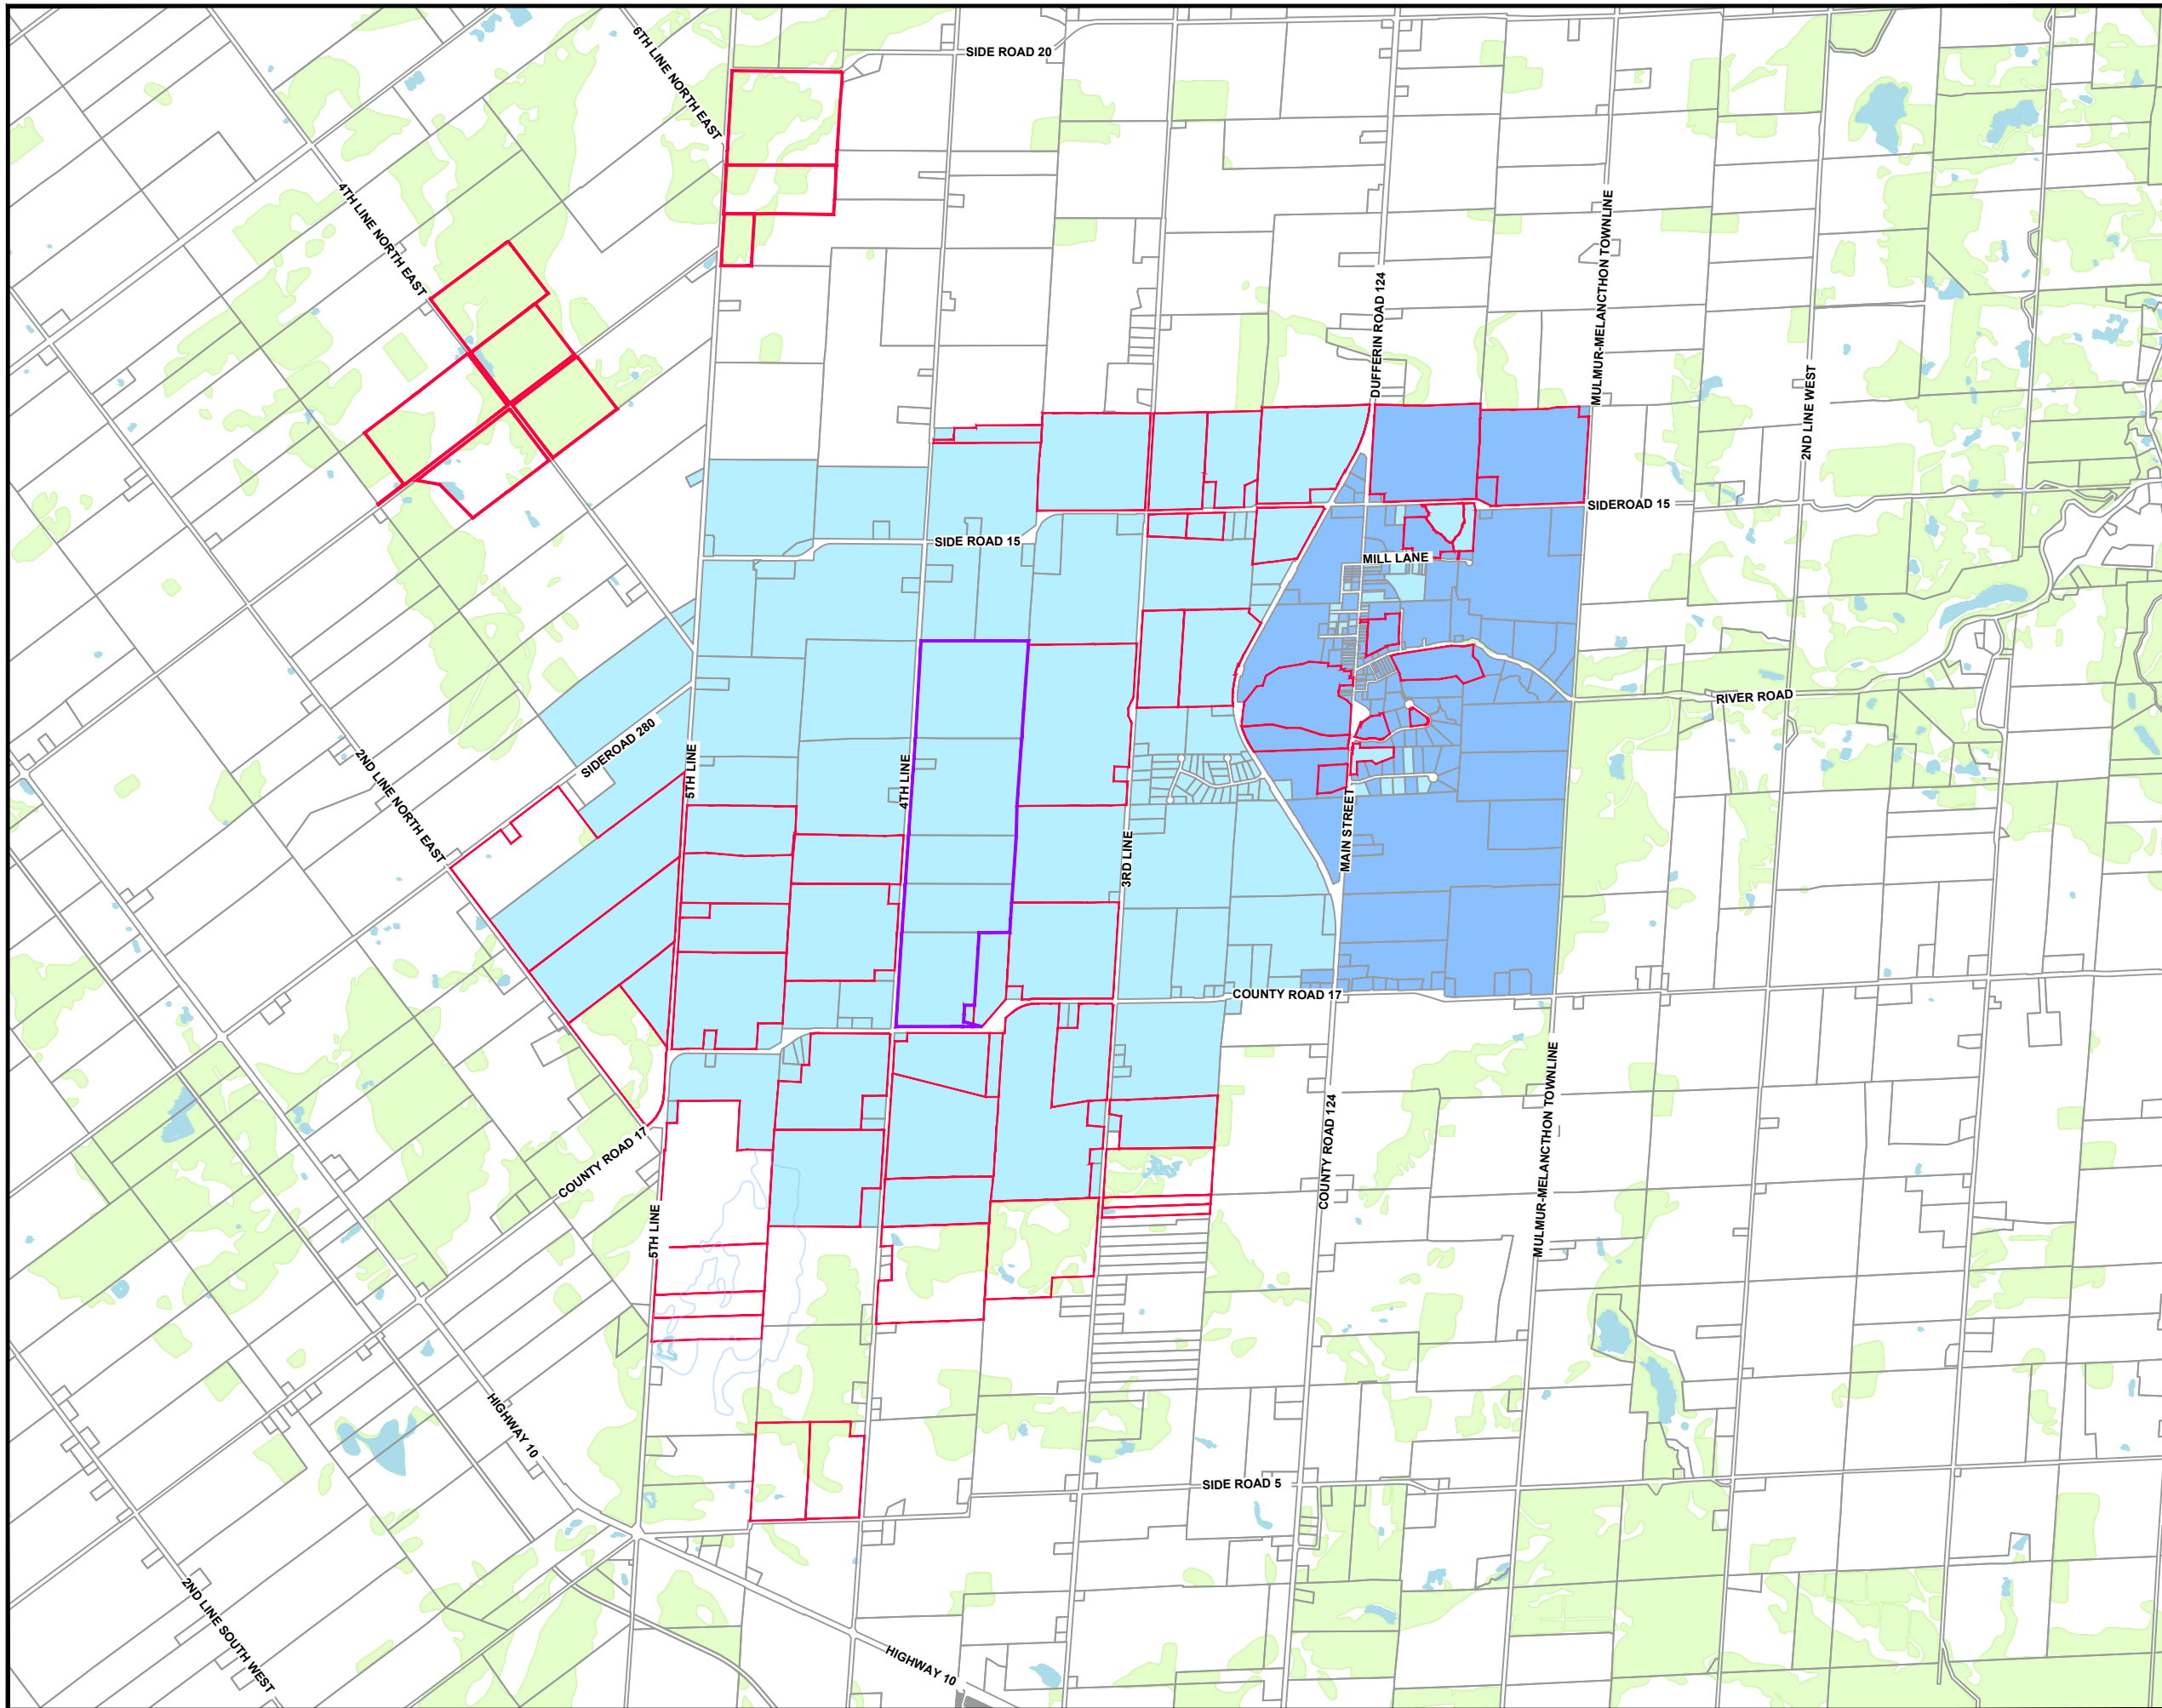 SIDE ROAD 20
6TH LINE NORTH EAST
4TH LINE NORTH EAST
DUFFERIN ROAD 124
MULMUR-MELANCTHON TOWNLINE
2ND LINE WEST
SIDEROAD 15
SIDE ROAD 15
MILL LANE
RIVER ROAD
SIDEROAD 280
2ND LINE NORTH EAST
5TH LINE
4TH LINE
3RD LINE
MAIN STREET
COUNTY ROAD 17
COUNTY ROAD 17
5TH LINE
COUNTY ROAD 124
MULMUR-MELANCTHON TOWNLINE
HIGHWAY 10
SIDE ROAD 5
2ND LINE SOUTH WEST
HIGHWAY 10